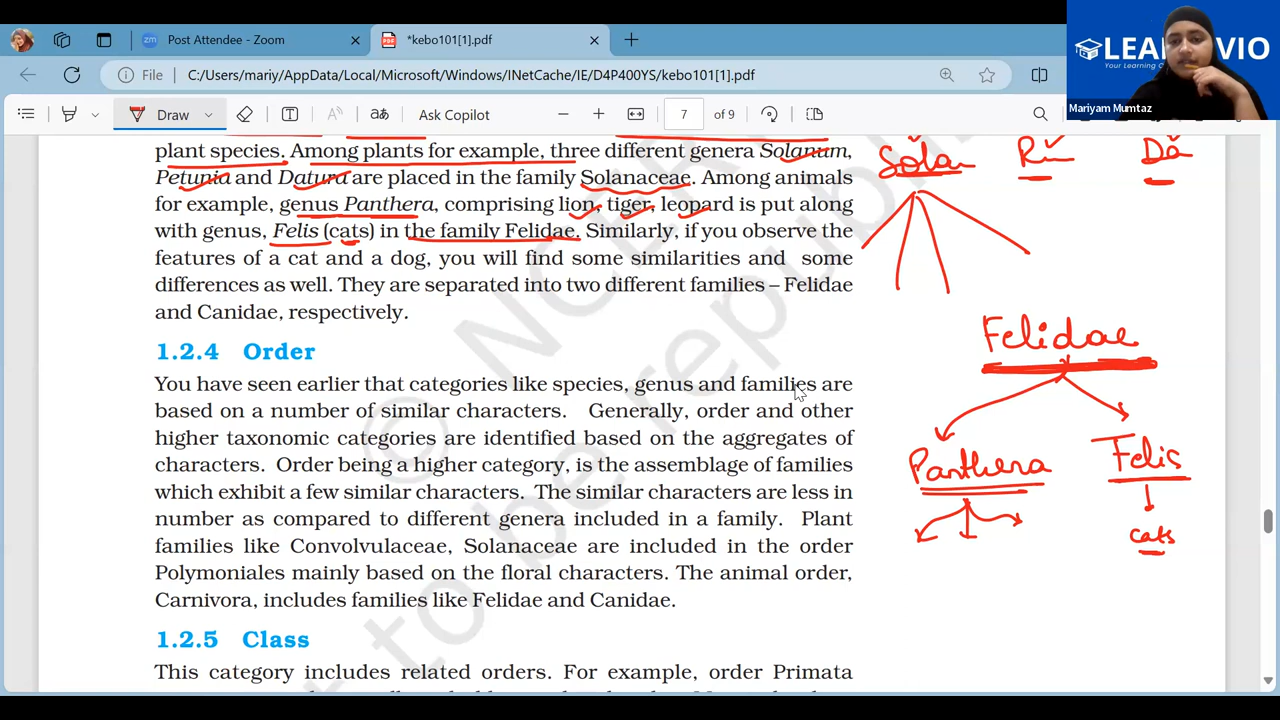 Post Attendee - Zoom
*kebo101[1].pdf
File
C:/Users/mariy/AppData/Local/Microsoft/Windows/INetCache/IE/D4P400YS/kebo101[1].pdf
Your Learning
Mariyam Mumtaz
Draw
Ask Copilot
7 of 9
plant species. Among plants for example, three different genera Solanum,
Petunia and Datura are placed in the family Solanaceae. Among animals
for example, genus Panthera, comprising lion, tiger, leopard is put along
with genus, Felis (cats) in the family Felidae. Similarly, if you observe the
features of a cat and a dog, you will find some similarities and some
differences as well. They are separated into two different families – Felidae
and Canidae, respectively.
1.2.4 Order
You have seen earlier that categories like species, genus and families are
based on a number of similar characters. Generally, order and other
higher taxonomic categories are identified based on the aggregates of
characters. Order being a higher category, is the assemblage of families
which exhibit a few similar characters. The similar characters are less in
number as compared to different genera included in a family. Plant
families like Convolvulaceae, Solanaceae are included in the order
Polymoniales mainly based on the floral characters. The animal order,
Carnivora, includes families like Felidae and Canidae.
1.2.5 Class
This category includes related orders. For example, order Primata
Felidae
Panthera Felis
cats